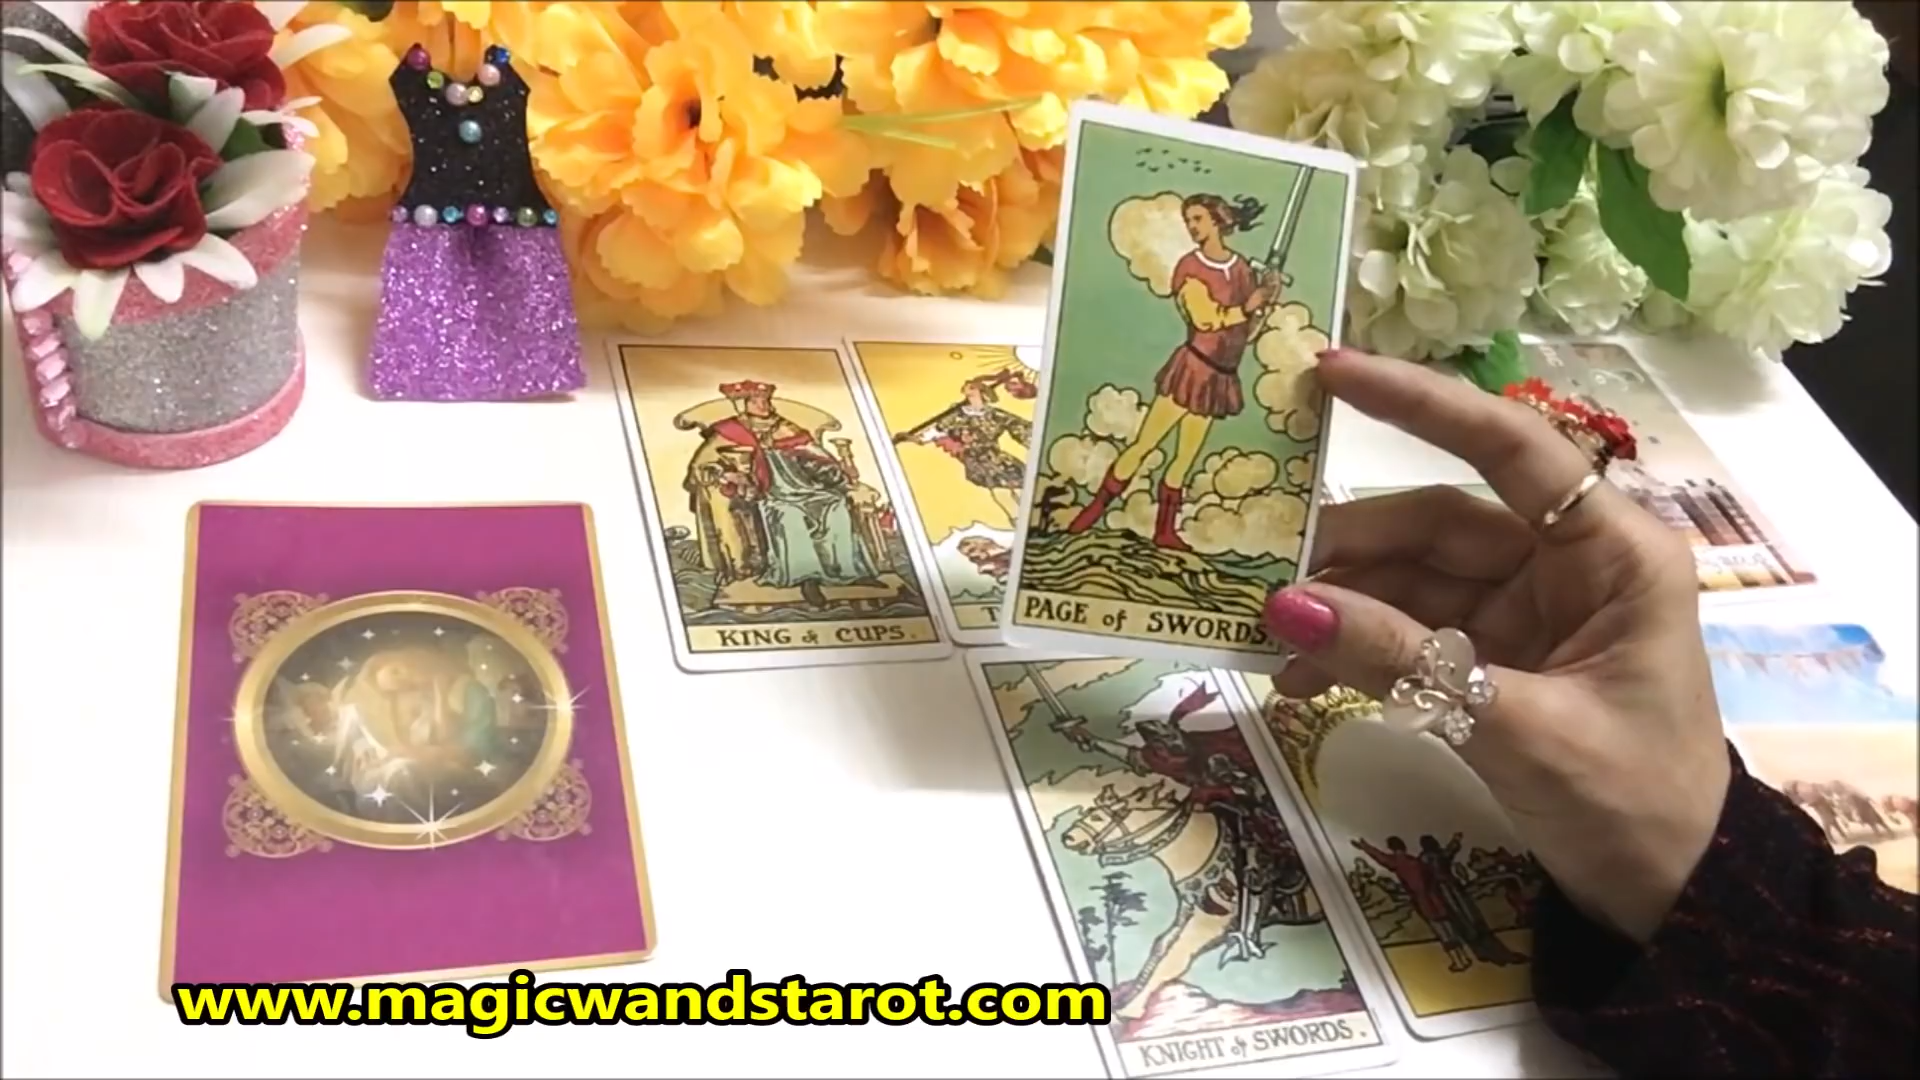 KING of CUPS.
PAGE of SWORDS.
KNIGHT of SWORDS.
www.magicwandstarot.com